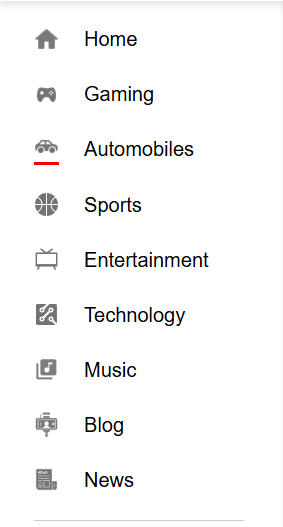 Home
Gaming
Automobiles
Sports
Entertainment
Technology
Music
Blog
News